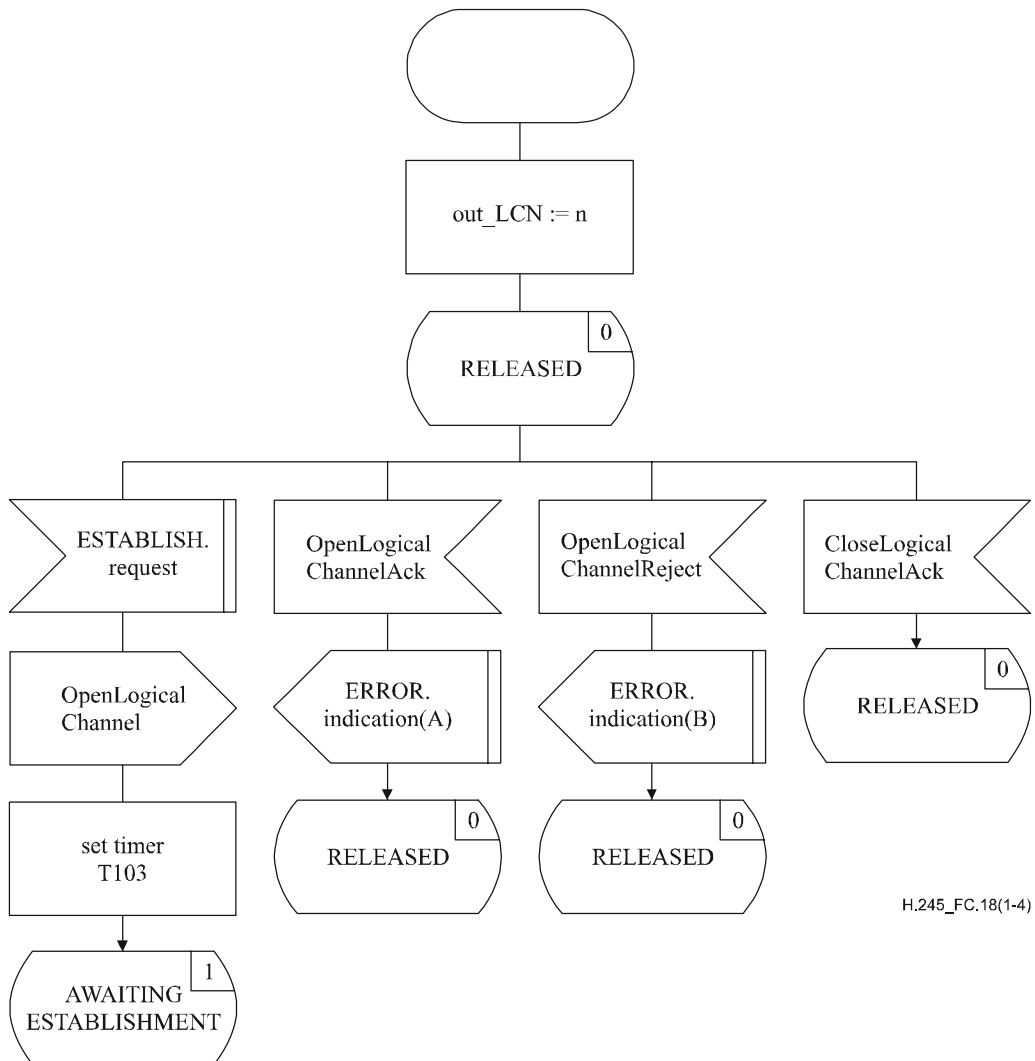 out_LCN := n
0
RELEASED
ESTABLISH.
request
OpenLogical
ChannelAck
OpenLogical
ChannelReject
CloseLogical
ChannelAck
OpenLogical
Channel
ERROR.
indication(A)
ERROR.
indication(B)
0
RELEASED
set timer
T103
0
RELEASED
0
RELEASED
H.245_FC.18(1-4)
1
AWAITING
ESTABLISHMENT